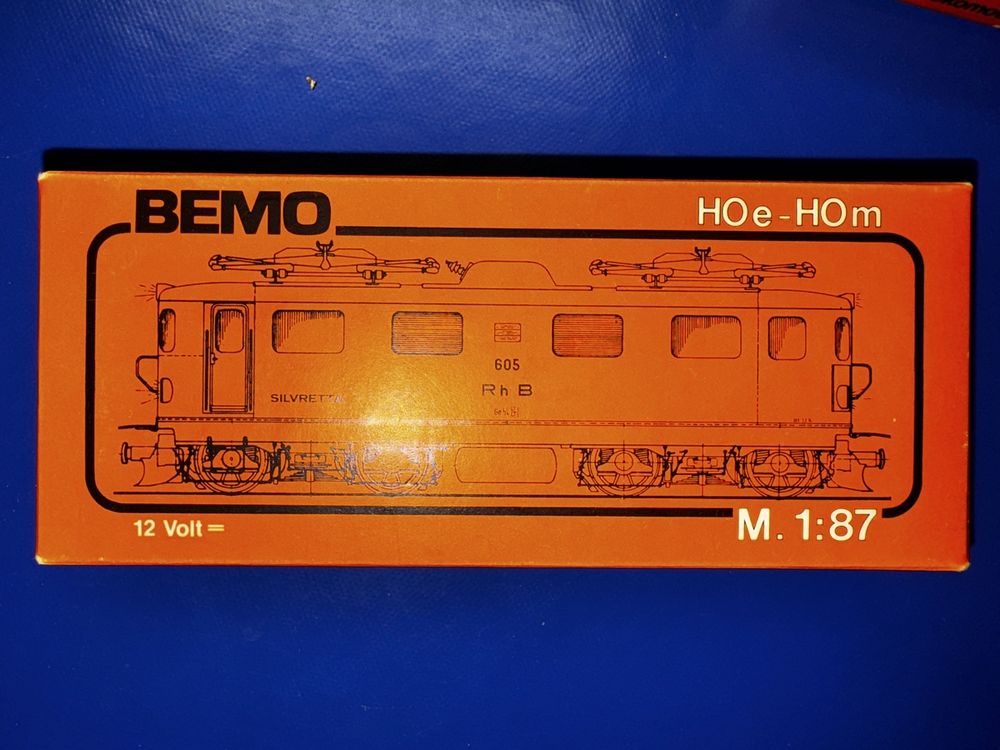 BEMO
HOe-HOm
605
RhB
SILVRETTA
12 Volt =
M. 1:87